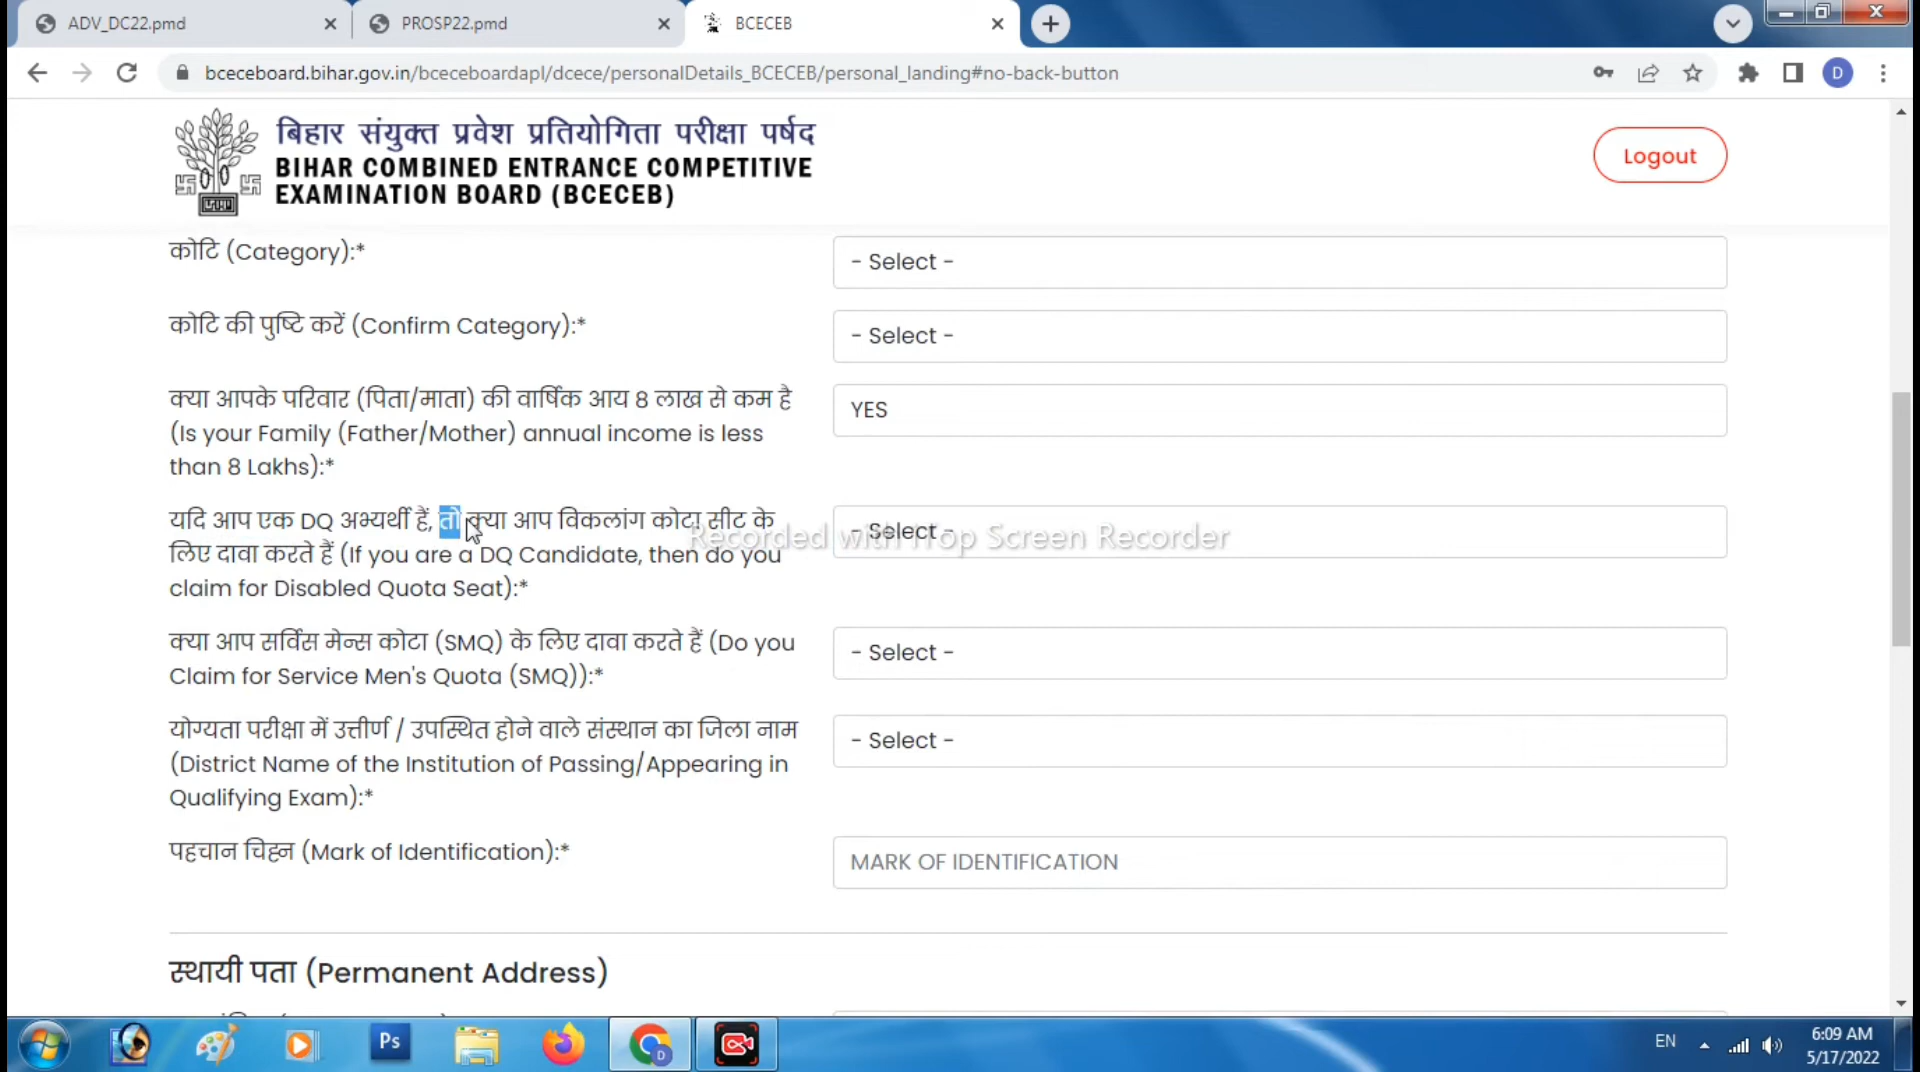 ADV_DC22.pmd
PROSP22.pmd
BCECEB
bceceboard.bihar.gov.in/bceceboardapl/dcece/personalDetails_BCECEB/personal_landing#no-back-button
D
बिहार संयुक्त प्रवेश प्रतियोगिता परीक्षा पर्षद
BIHAR COMBINED ENTRANCE COMPETITIVE
EXAMINATION BOARD (BCECEB)
Logout
कोटि (Category):*
- Select -
कोटि की पुष्टि करें (Confirm Category):*
- Select -
क्या आपके परिवार (पिता/माता) की वार्षिक आय 8 लाख से कम है
(Is your Family (Father/Mother) annual income is less
than 8 Lakhs):*
YES
यदि आप एक DQ अभ्यर्थी हैं, तो क्या आप विकलांग कोटा सीट के
लिए दावा करते हैं (If you are a DQ Candidate, then do you
claim for Disabled Quota Seat):*
- Select -
Recorded with iTop Screen Recorder
क्या आप सर्विस मेन्स कोटा (SMQ) के लिए दावा करते हैं (Do you
Claim for Service Men's Quota (SMQ)):*
- Select -
योग्यता परीक्षा में उत्तीर्ण / उपस्थित होने वाले संस्थान का जिला नाम
(District Name of the Institution of Passing/Appearing in
Qualifying Exam):*
- Select -
पहचान चिह्न (Mark of Identification):*
MARK OF IDENTIFICATION
स्थायी पता (Permanent Address)
Ps
D
EN
6:09 AM
5/17/2022